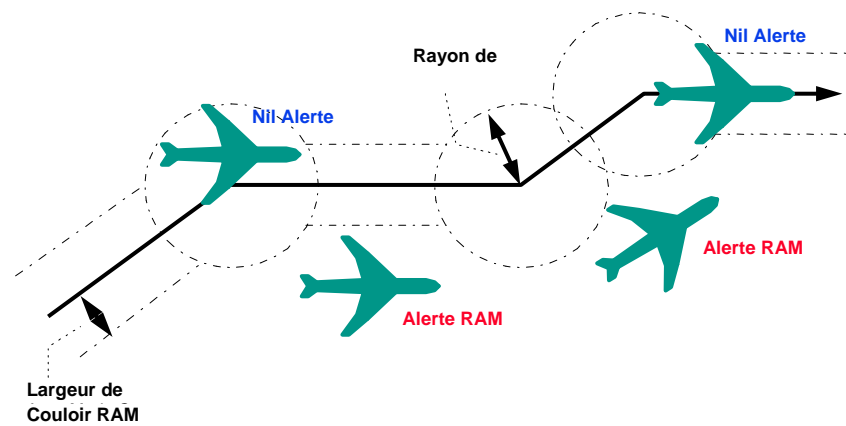 Nil Alerte
Rayon de
Nil Alerte
Alerte RAM
Alerte RAM
Largeur de
Couloir RAM